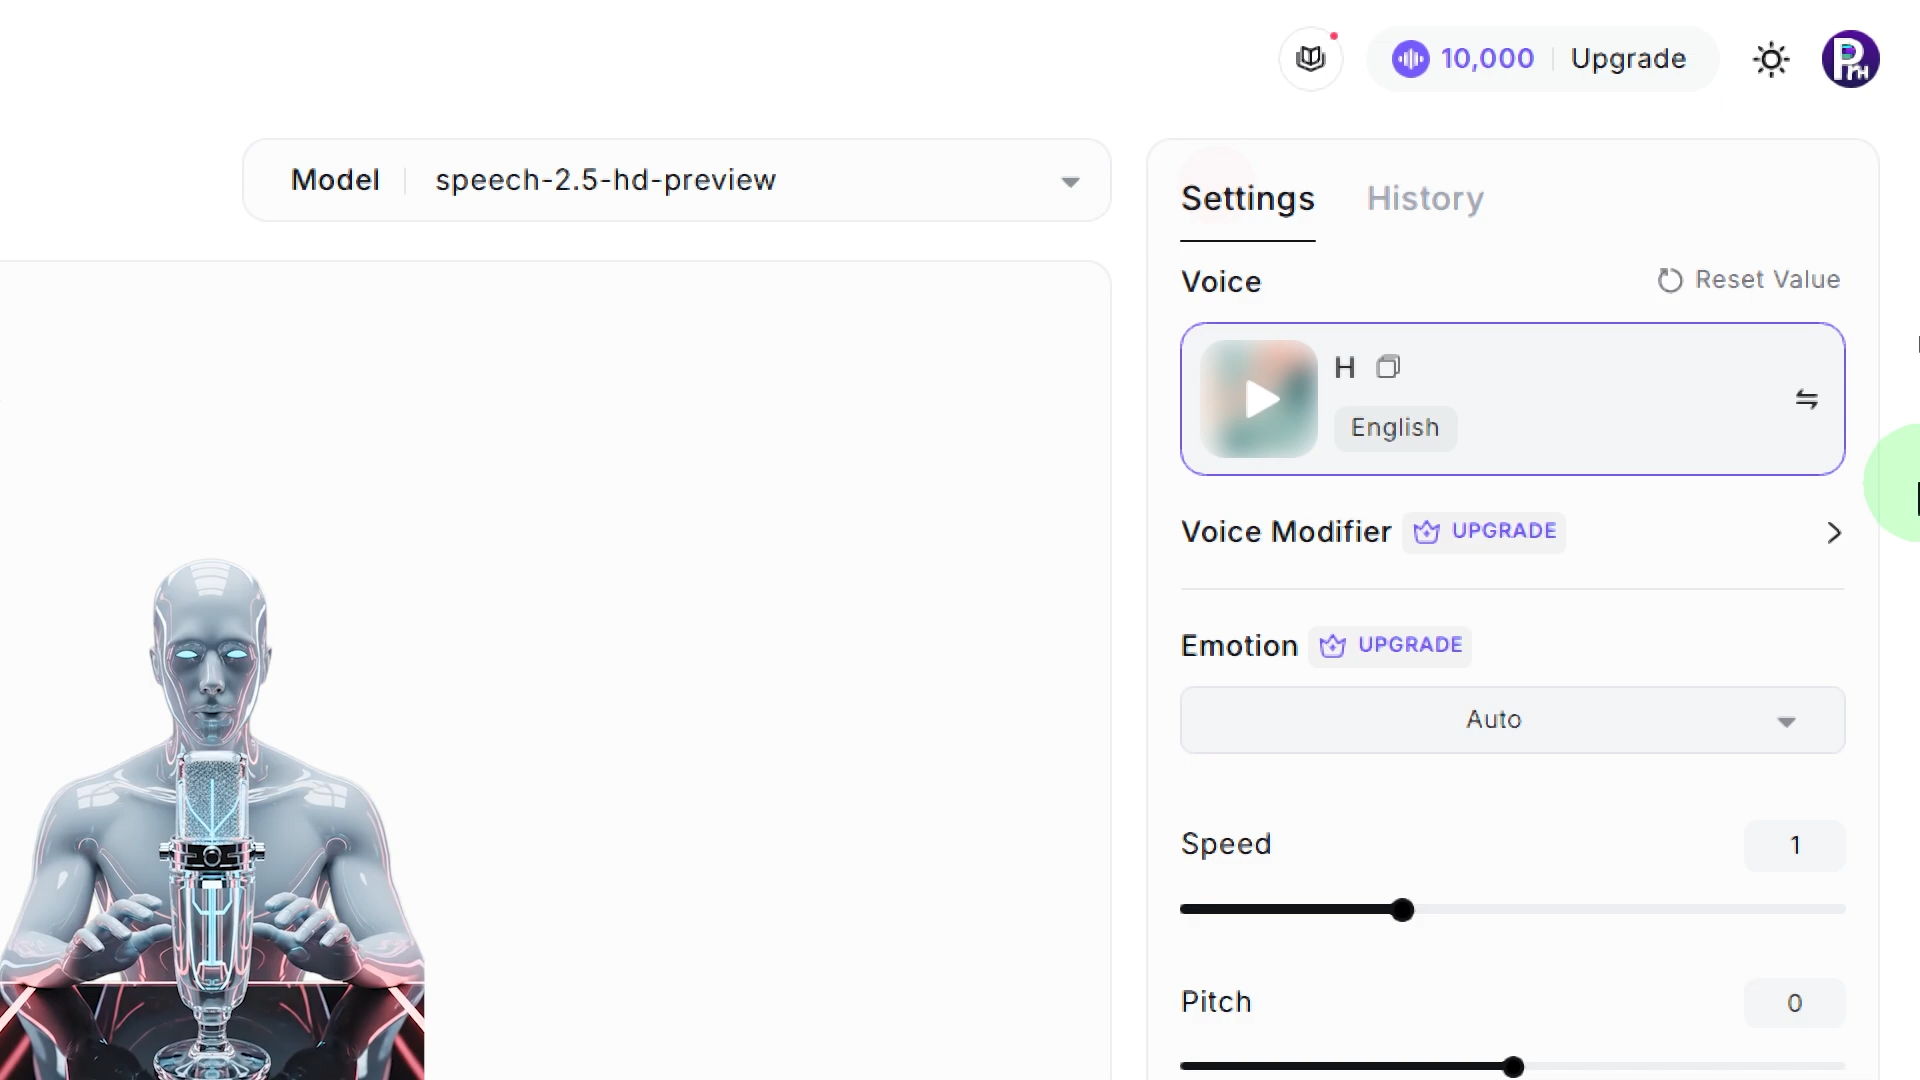 10,000
Upgrade
Model
speech-2.5-hd-preview
Settings
History
Voice
Reset Value
H
English
Voice Modifier
UPGRADE
Emotion
UPGRADE
Auto
Speed
1
Pitch
0